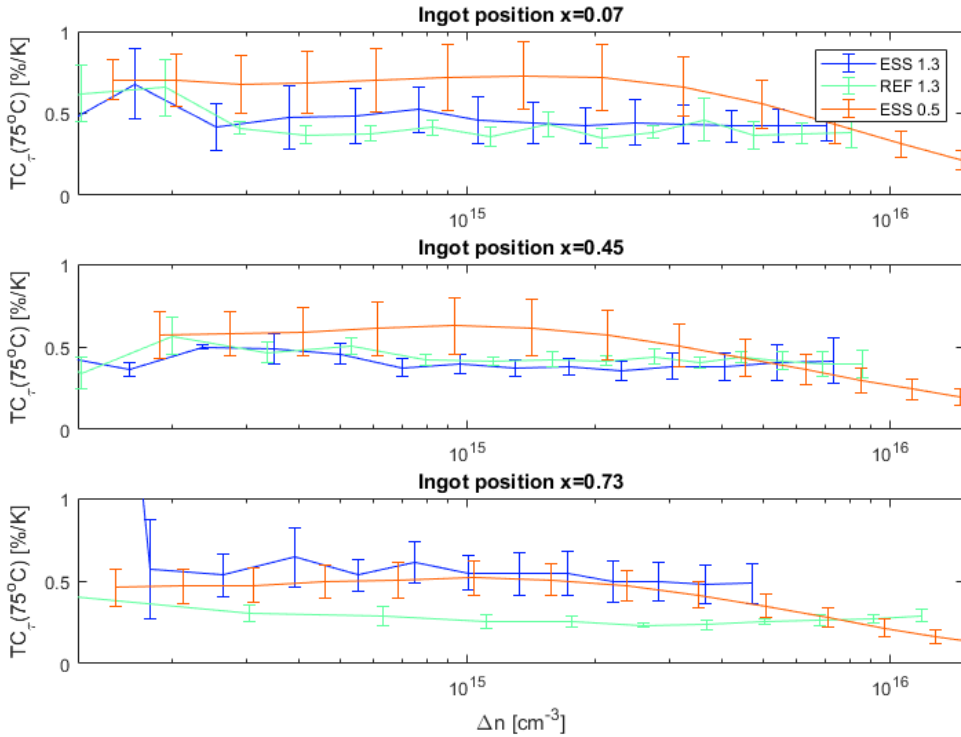 Ingot position x=0.07
1
0.5
0
TC_τ(75°C) [%/K]
ESS 1.3
REF 1.3
ESS 0.5
10^15
10^16
Ingot position x=0.45
1
0.5
0
TC_τ(75°C) [%/K]
10^15
10^16
Ingot position x=0.73
1
0.5
0
TC_τ(75°C) [%/K]
10^15
10^16
Δn [cm^-3]